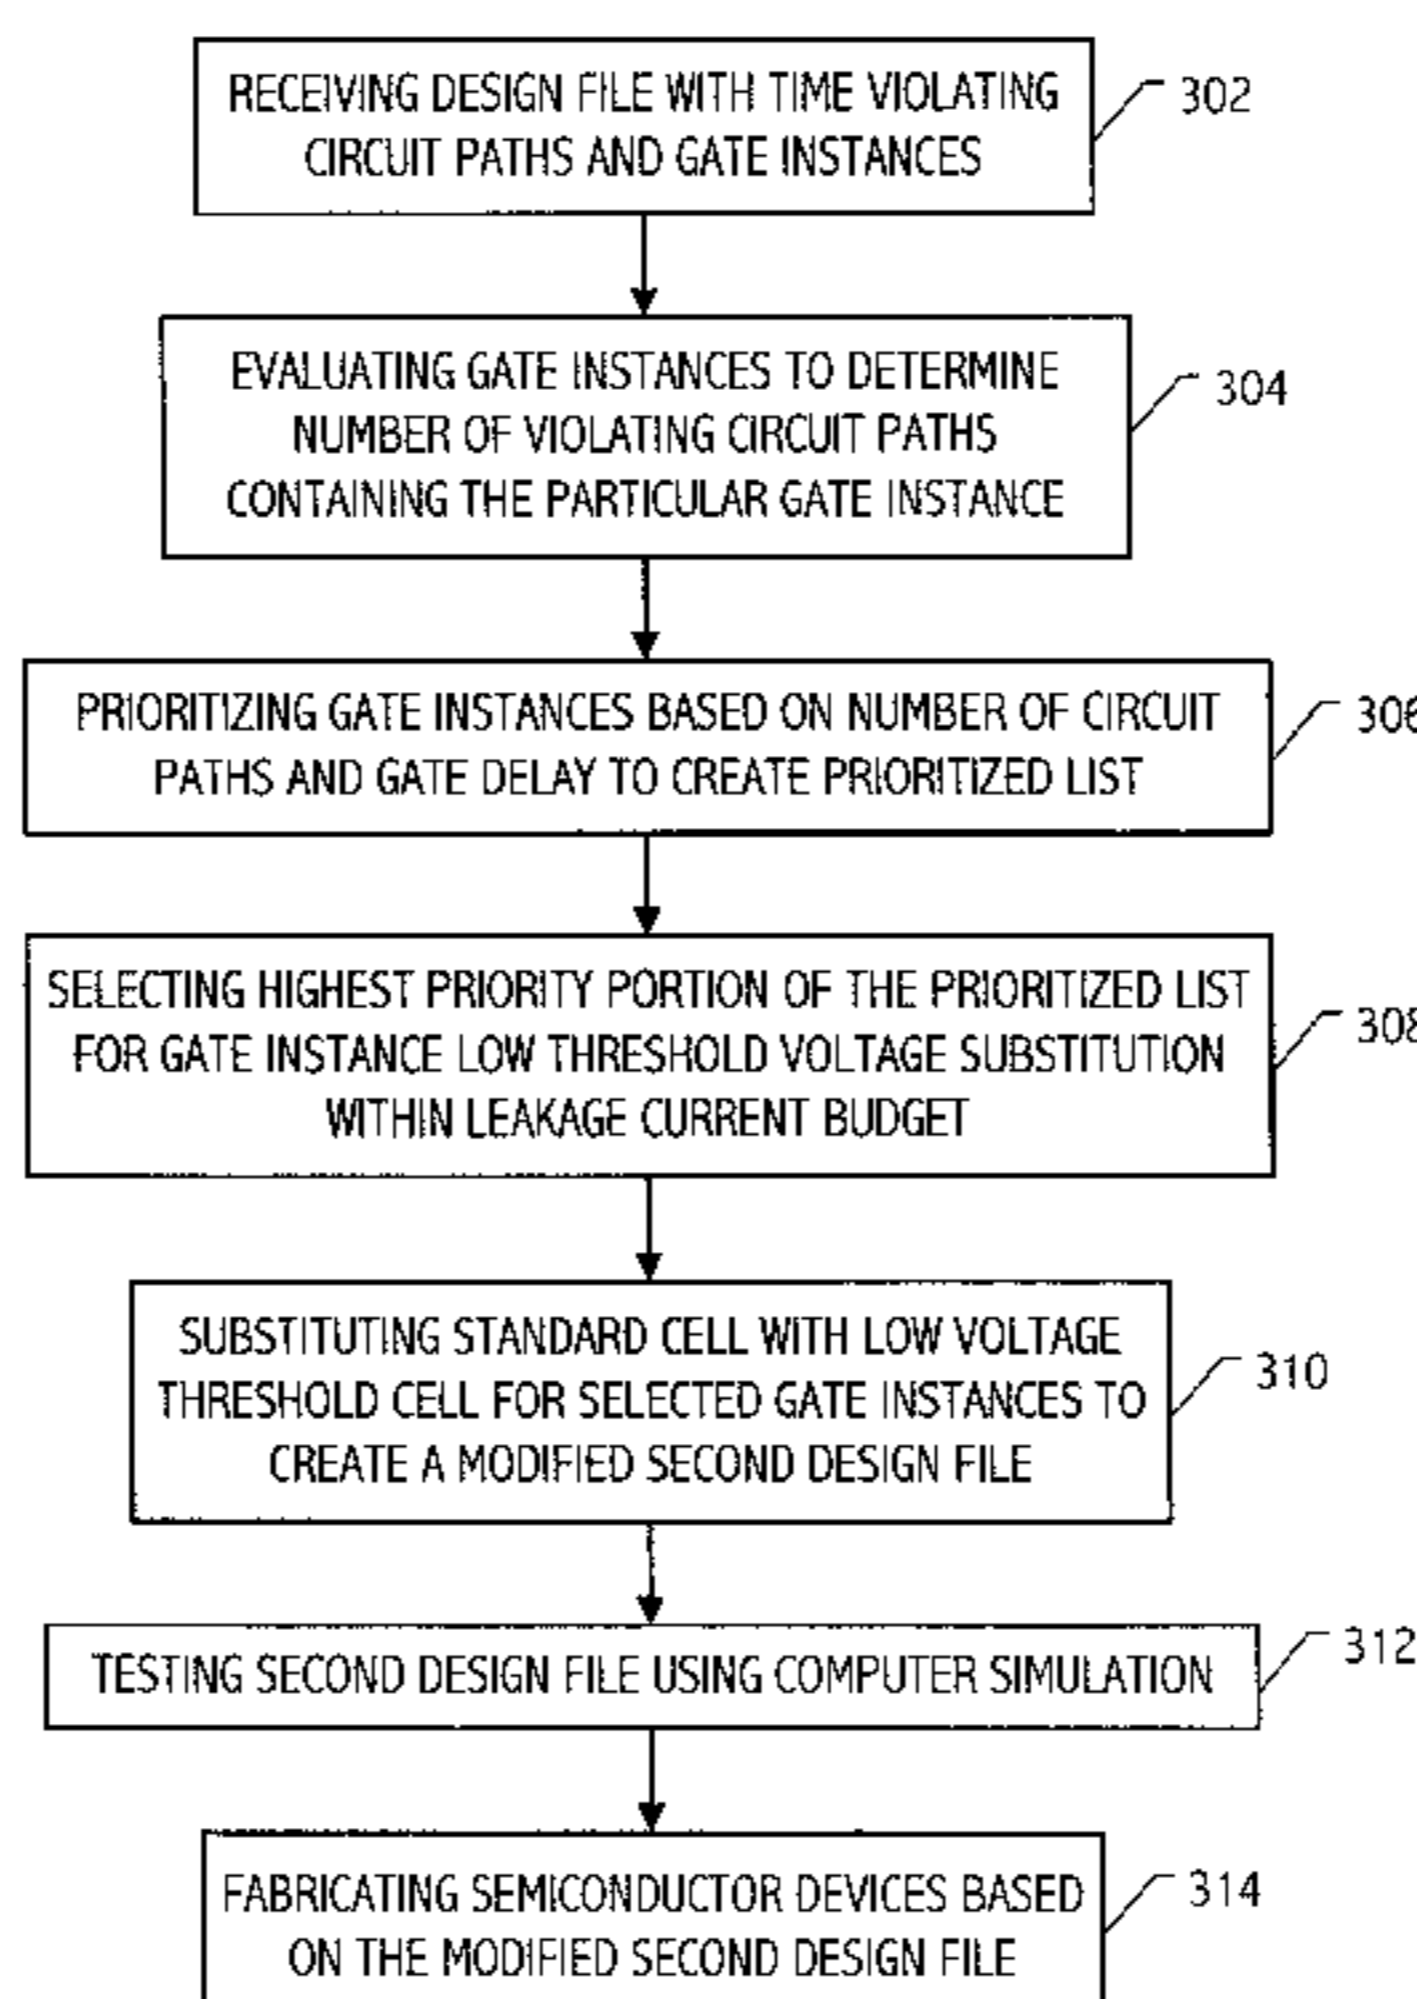 RECEIVING DESIGN FILE WITH TIME VIOLATING
CIRCUIT PATHS AND GATE INSTANCES
302
EVALUATING GATE INSTANCES TO DETERMINE
NUMBER OF VIOLATING CIRCUIT PATHS
CONTAINING THE PARTICULAR GATE INSTANCE
304
PRIORITIZING GATE INSTANCES BASED ON NUMBER OF CIRCUIT
PATHS AND GATE DELAY TO CREATE PRIORITIZED LIST
306
SELECTING HIGHEST PRIORITY PORTION OF THE PRIORITIZED LIST
FOR GATE INSTANCE LOW THRESHOLD VOLTAGE SUBSTITUTION
WITHIN LEAKAGE CURRENT BUDGET
308
SUBSTITUTING STANDARD CELL WITH LOW VOLTAGE
THRESHOLD CELL FOR SELECTED GATE INSTANCES TO
CREATE A MODIFIED SECOND DESIGN FILE
310
TESTING SECOND DESIGN FILE USING COMPUTER SIMULATION
312
FABRICATING SEMICONDUCTOR DEVICES BASED
ON THE MODIFIED SECOND DESIGN FILE
314